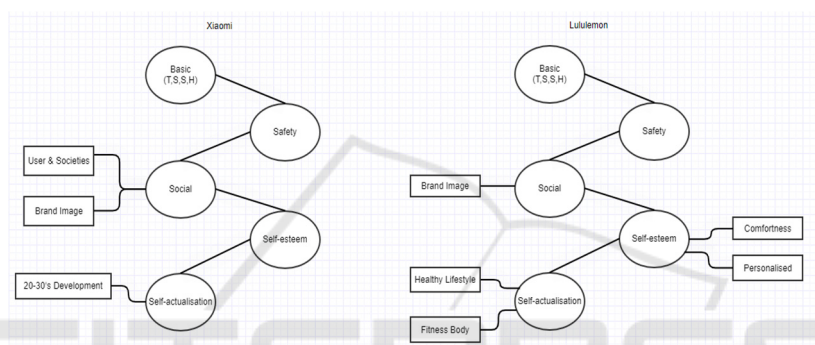 Xiaomi
Basic
(T,S,S,H)
Safety
User & Societies
Social
Brand Image
Self-esteem
20-30's Development
Self-actualisation
Lululemon
Basic
(T,S,S,H)
Safety
Brand Image
Social
Self-esteem
Comfortness
Personalised
Healthy Lifestyle
Self-actualisation
Fitness Body